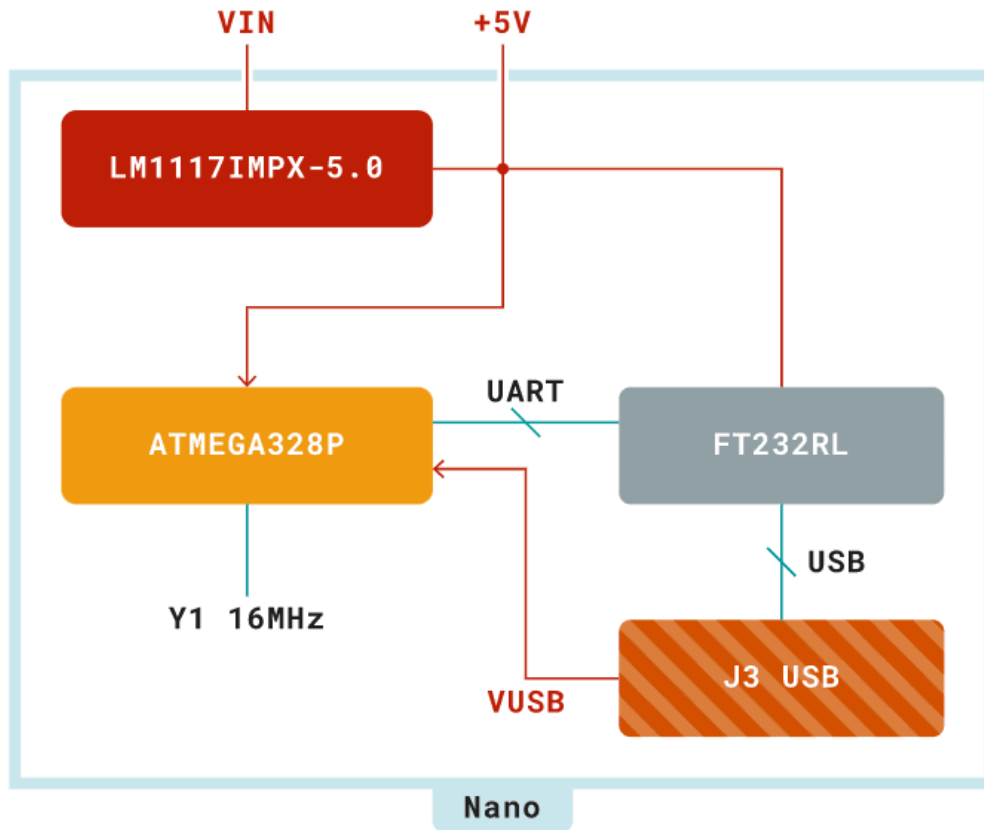 VIN
+5V
LM1117IMPX-5.0
UART
ATMEGA328P
FT232RL
USB
Y1 16MHz
J3 USB
VUSB
Nano